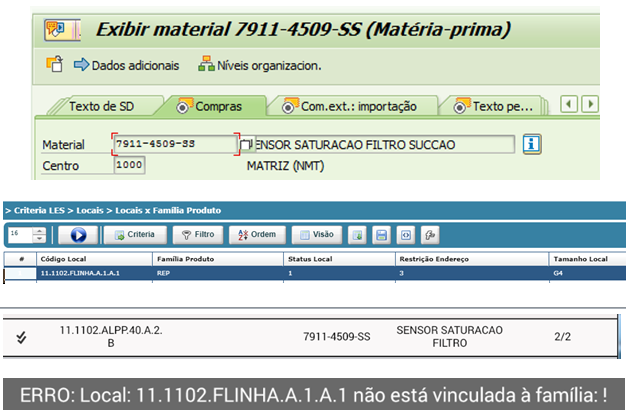 Exibir material 7911-4509-SS (Matéria-prima)
Dados adicionais Níveis organizacion.
Texto de SD Compras Com.ext.: importação Texto pe...
Material 7911-4509-SS SENSOR SATURACAO FILTRO SUCCAO
Centro 1000 MATRIZ (NMT)
> Criteria LES > Locais > Locais x Família Produto
16 Criteria Filtro Ordem Visão
# Código Local Família Produto Status Local Restrição Endereço Tamanho Local
11.1102.FLINHA.A.1.A.1 REP 1 3 G4
11.1102.ALPP.40.A.2. 7911-4509-SS SENSOR SATURACAO 2/2
B FILTRO
ERRO: Local: 11.1102.FLINHA.A.1.A.1 não está vinculada à família: !